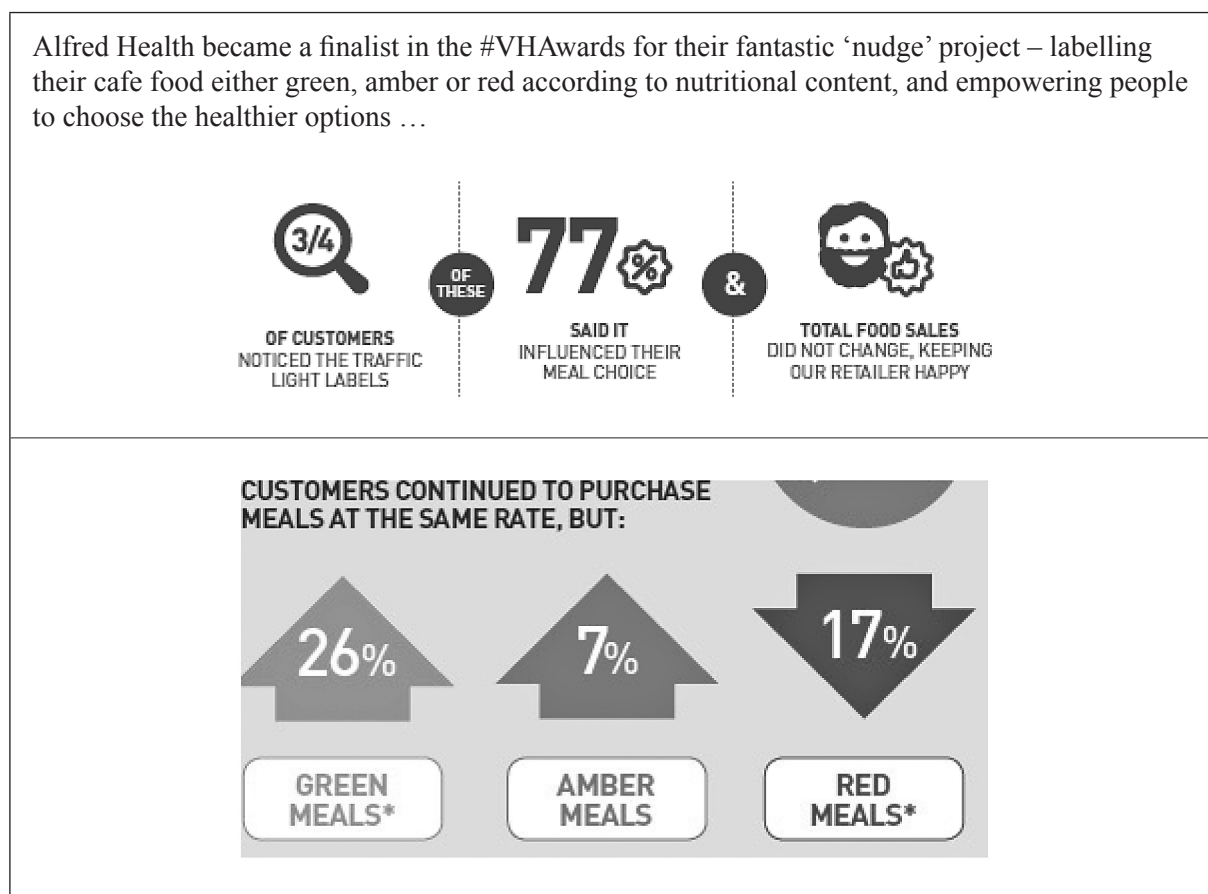 Alfred Health became a finalist in the #VHAwards for their fantastic ‘nudge’ project – labelling
their cafe food either green, amber or red according to nutritional content, and empowering people
to choose the healthier options …
3/4
OF CUSTOMERS
NOTICED THE TRAFFIC
LIGHT LABELS
OF
THESE
77%
SAID IT
INFLUENCED THEIR
MEAL CHOICE
&
TOTAL FOOD SALES
DID NOT CHANGE, KEEPING
OUR RETAILER HAPPY
CUSTOMERS CONTINUED TO PURCHASE
MEALS AT THE SAME RATE, BUT:
26%
GREEN
MEALS*
7%
AMBER
MEALS
17%
RED
MEALS*